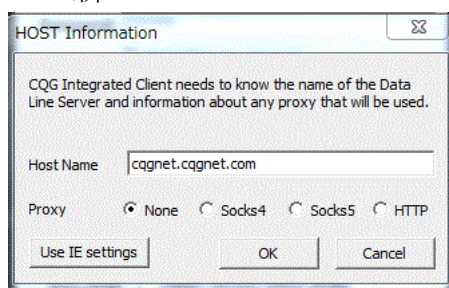 HOST Information
CQG Integrated Client needs to know the name of the Data
Line Server and information about any proxy that will be used.
Host Name cqgnet.cqgnet.com
Proxy None Socks4 Socks5 HTTP
Use IE settings OK Cancel